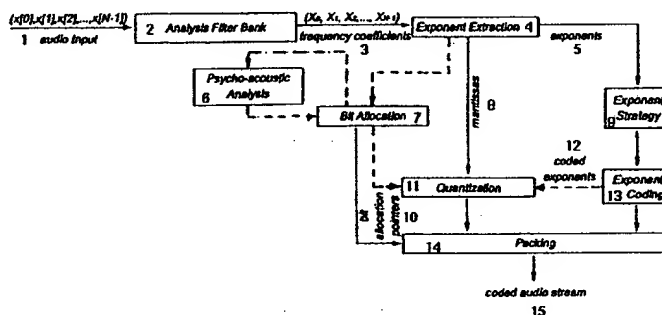 {x[0],x[1],x[2],...,x[N-1]}
1 audio input
2 Analysis Filter Bank
{X₀, X₁, X₂,..., Xₙ₋₁}
frequency coefficients
3
Exponent Extraction 4
exponents
5
Psycho-acoustic
6 Analysis
Bit Allocation 7
mantisses
8
Exponent
9 Strategy
12
coded
exponents
11 Quantization
Exponent
13 Coding
bit
allocation
pointers
10
14 Packing
coded audio stream
15